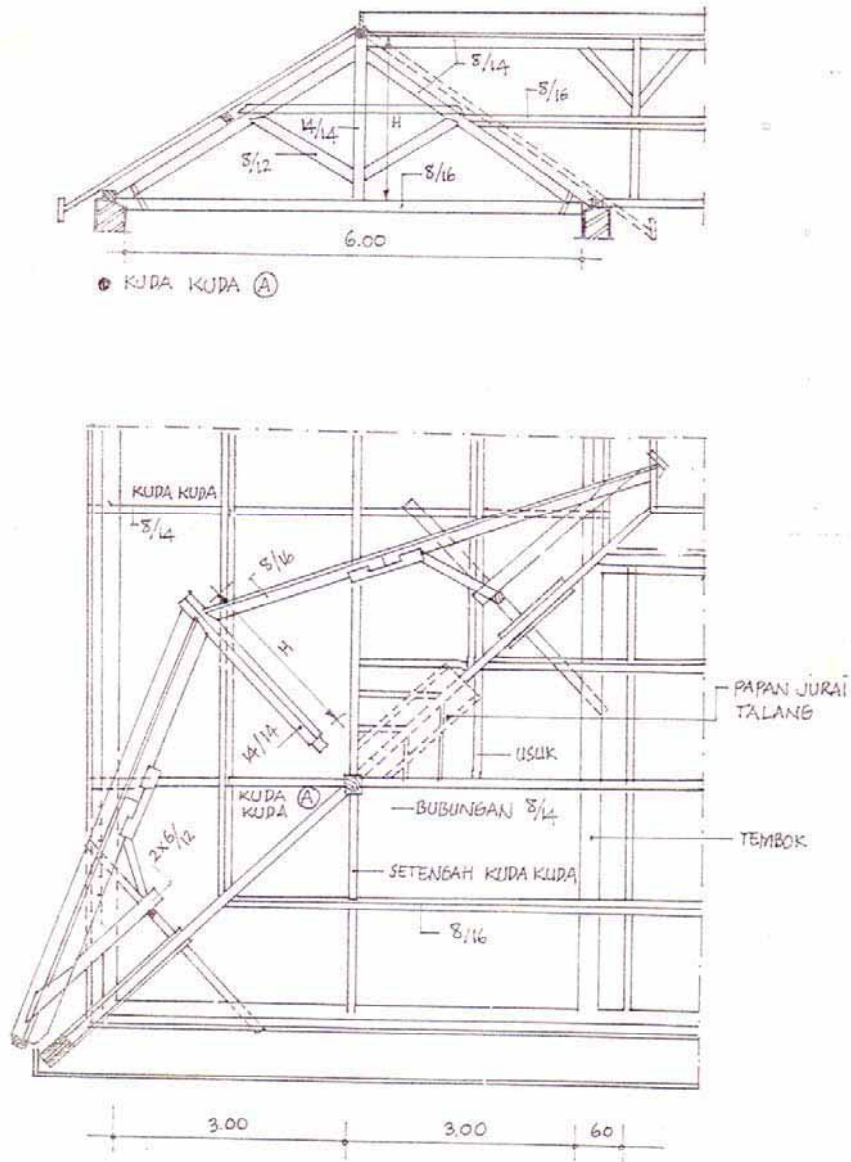 8/14
8/16
14/14
H
8/12
8/16
6.00
KUDA KUDA A
KUDA KUDA
8/14
8/16
H
14/14
PAPAN JURAI
TALANG
USUK
KUDA
KUDA A
BUBUNGAN 8/14
TEMBOK
2x6/12
SETENGAH KUDA KUDA
8/16
3.00
3.00
60